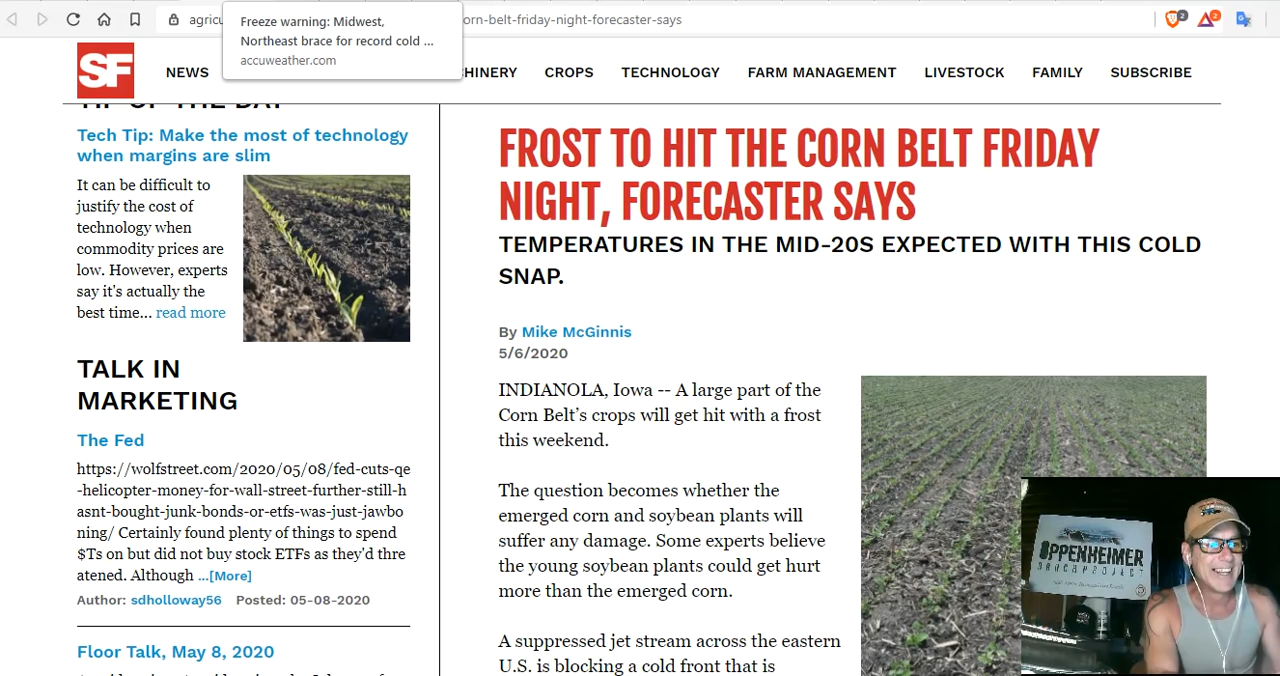 agricu
Freeze warning: Midwest,
Northeast brace for record cold ...
accuweather.com
orn-belt-friday-night-forecaster-says
2
2
SF
NEWS
HINERY
CROPS
TECHNOLOGY
FARM MANAGEMENT
LIVESTOCK
FAMILY
SUBSCRIBE
TIP OF THE DAY
Tech Tip: Make the most of technology
when margins are slim
It can be difficult to
justify the cost of
technology when
commodity prices are
low. However, experts
say it's actually the
best time... read more
TALK IN
MARKETING
The Fed
https://wolfstreet.com/2020/05/08/fed-cuts-qe
-helicopter-money-for-wall-street-further-still-h
asnt-bought-junk-bonds-or-etfs-was-just-jawbo
ning/ Certainly found plenty of things to spend
$Ts on but did not buy stock ETFs as they'd thre
atened. Although ...[More]
Author: sdholloway56 Posted: 05-08-2020
Floor Talk, May 8, 2020
FROST TO HIT THE CORN BELT FRIDAY
NIGHT, FORECASTER SAYS
TEMPERATURES IN THE MID-20S EXPECTED WITH THIS COLD
SNAP.
By Mike McGinnis
5/6/2020
INDIANOLA, Iowa -- A large part of the
Corn Belt's crops will get hit with a frost
this weekend.
The question becomes whether the
emerged corn and soybean plants will
suffer any damage. Some experts believe
the young soybean plants could get hurt
more than the emerged corn.
A suppressed jet stream across the eastern
U.S. is blocking a cold front that is
OPPENHEIMER
RANCH PROJECT